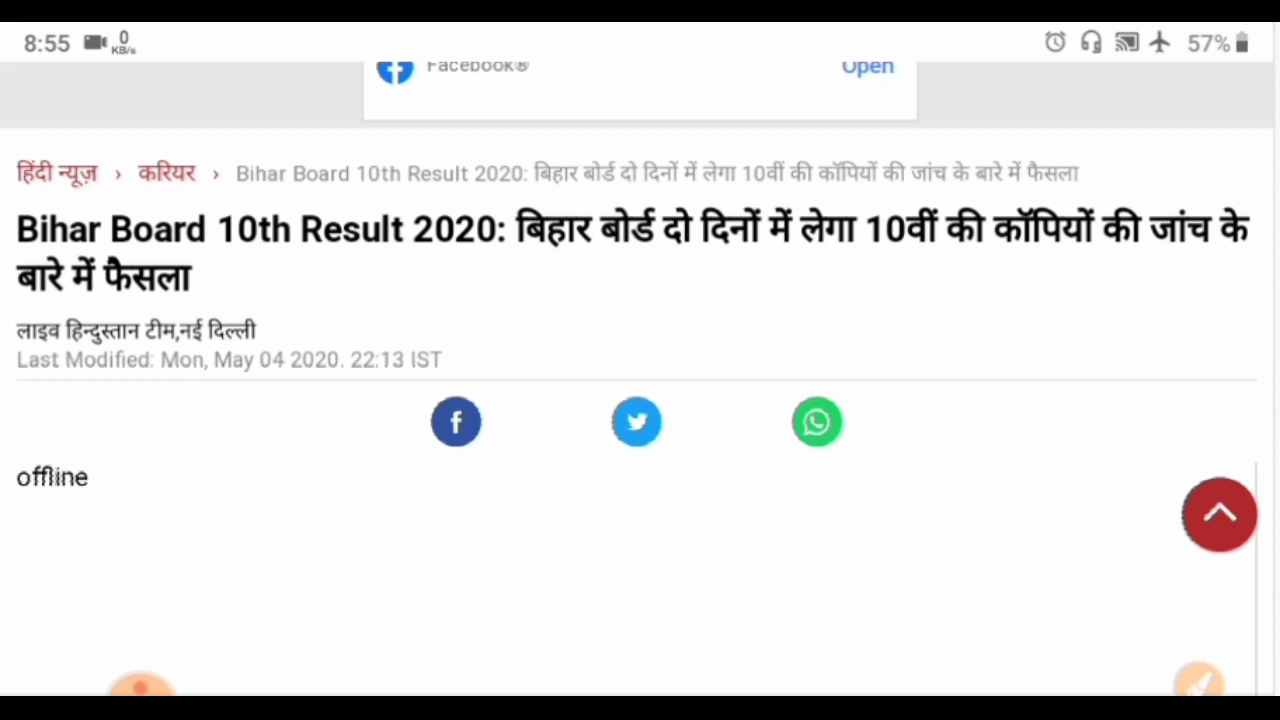 8:55 0 KB/s 57%
Facebook® Open
हिंदी न्यूज़ › करियर › Bihar Board 10th Result 2020: बिहार बोर्ड दो दिनों में लेगा 10वीं की कॉपियों की जांच के बारे में फैसला
Bihar Board 10th Result 2020: बिहार बोर्ड दो दिनों में लेगा 10वीं की कॉपियों की जांच के
बारे में फैसला
लाइव हिन्दुस्तान टीम,नई दिल्ली
Last Modified: Mon, May 04 2020. 22:13 IST
offline